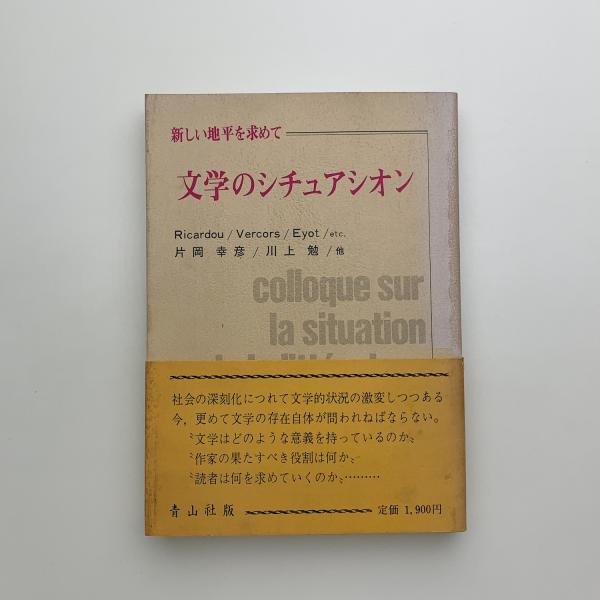 新しい地平を求めて
文学のシチュアシオン
Ricardou / Vercors / Eyot / etc.
片岡 幸彦 / 川上 勉 / 他
colloque sur
la situation
社会の深刻化につれて文学的状況の激変しつつある
今，更めて文学の存在自体が問われねばならない。
〝文学はどのような意義を持っているのか〟
〝作家の果たすべき役割は何か〟
〝読者は何を求めていくのか〟………
青山社版
定価 1,900円